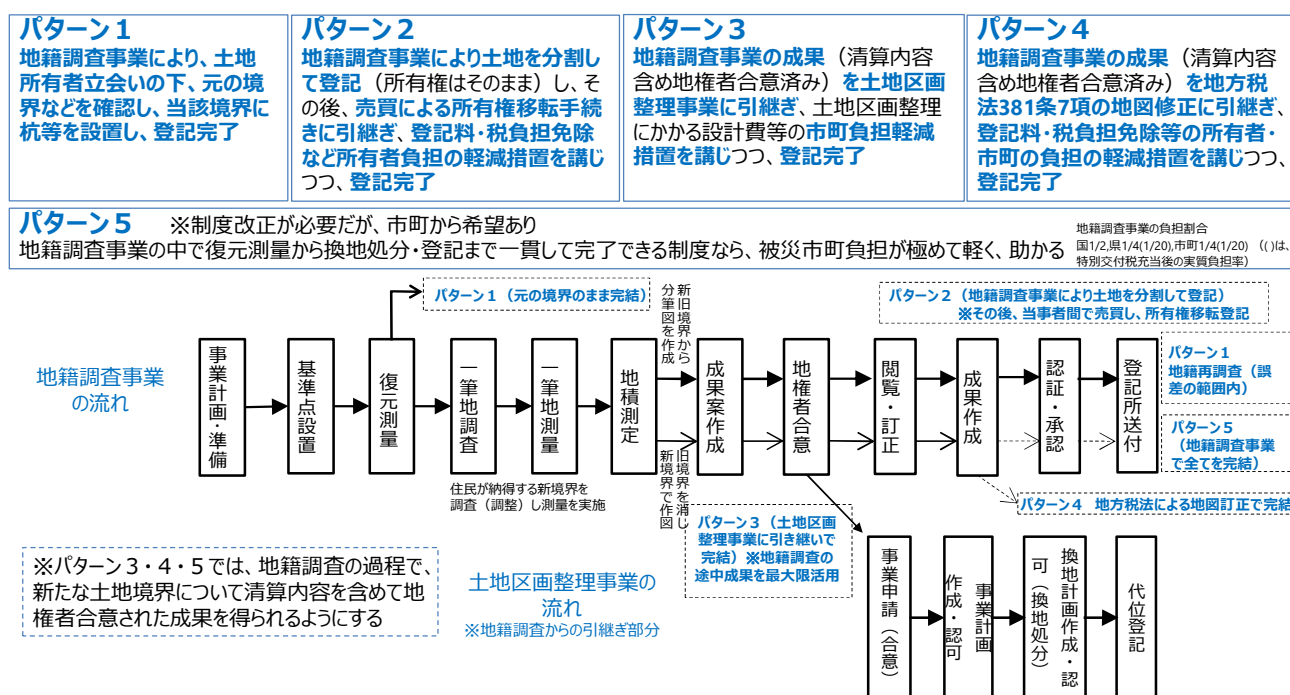 パターン1
地籍調査事業により、土地
所有者立会いの下、元の境
界などを確認し、当該境界に
杭等を設置し、登記完了
パターン2
地籍調査事業により土地を分割し
て登記（所有権はそのまま）し、そ
の後、売買による所有権移転手続
きに引継ぎ、登記料・税負担免除
など所有者負担の軽減措置を講じ
つつ、登記完了
パターン3
地籍調査事業の成果（清算内容
含め地権者合意済み）を土地区画
整理事業に引継ぎ、土地区画整理
にかかる設計費等の市町負担軽減
措置を講じつつ、登記完了
パターン4
地籍調査事業の成果（清算内容
含め地権者合意済み）を地方税
法381条7項の地図修正に引継ぎ、
登記料・税負担免除等の所有者・
市町の負担の軽減措置を講じつつ、
登記完了
パターン5　※制度改正が必要だが、市町から希望あり
地籍調査事業の中で復元測量から換地処分・登記まで一貫して完了できる制度なら、被災市町負担が極めて軽く、助かる
地籍調査事業の負担割合
国1/2,県1/4(1/20),市町1/4(1/20)　（( )は、
特別交付税充当後の実質負担率）
パターン1（元の境界のまま完結）
新旧境界から
分筆図を作成
パターン2（地籍調査事業により土地を分割して登記）
※その後、当事者間で売買し、所有権移転登記
地籍調査事業
の流れ
事業計画・準備
基準点設置
復元測量
一筆地調査
一筆地測量
地積測定
成果案作成
地権者合意
閲覧・訂正
成果作成
認証・承認
登記所送付
パターン1
地籍再調査（誤
差の範囲内）
パターン5
（地籍調査事業
で全てを完結）
住民が納得する新境界を
調査（調整）し測量を実施
旧境界を消し
新境界で作図
パターン4　地方税法による地図訂正で完結
パターン3（土地区画
整理事業に引き継いで
完結）※地籍調査の
途中成果を最大限活用
※パターン3・4・5では、地籍調査の過程で、
新たな土地境界について清算内容を含めて地
権者合意された成果を得られるようにする
土地区画整理事業の
流れ
※地籍調査からの引継ぎ部分
事業申請（合意）
事業計画
作成・認可
換地計画作成・認
可（換地処分）
代位登記